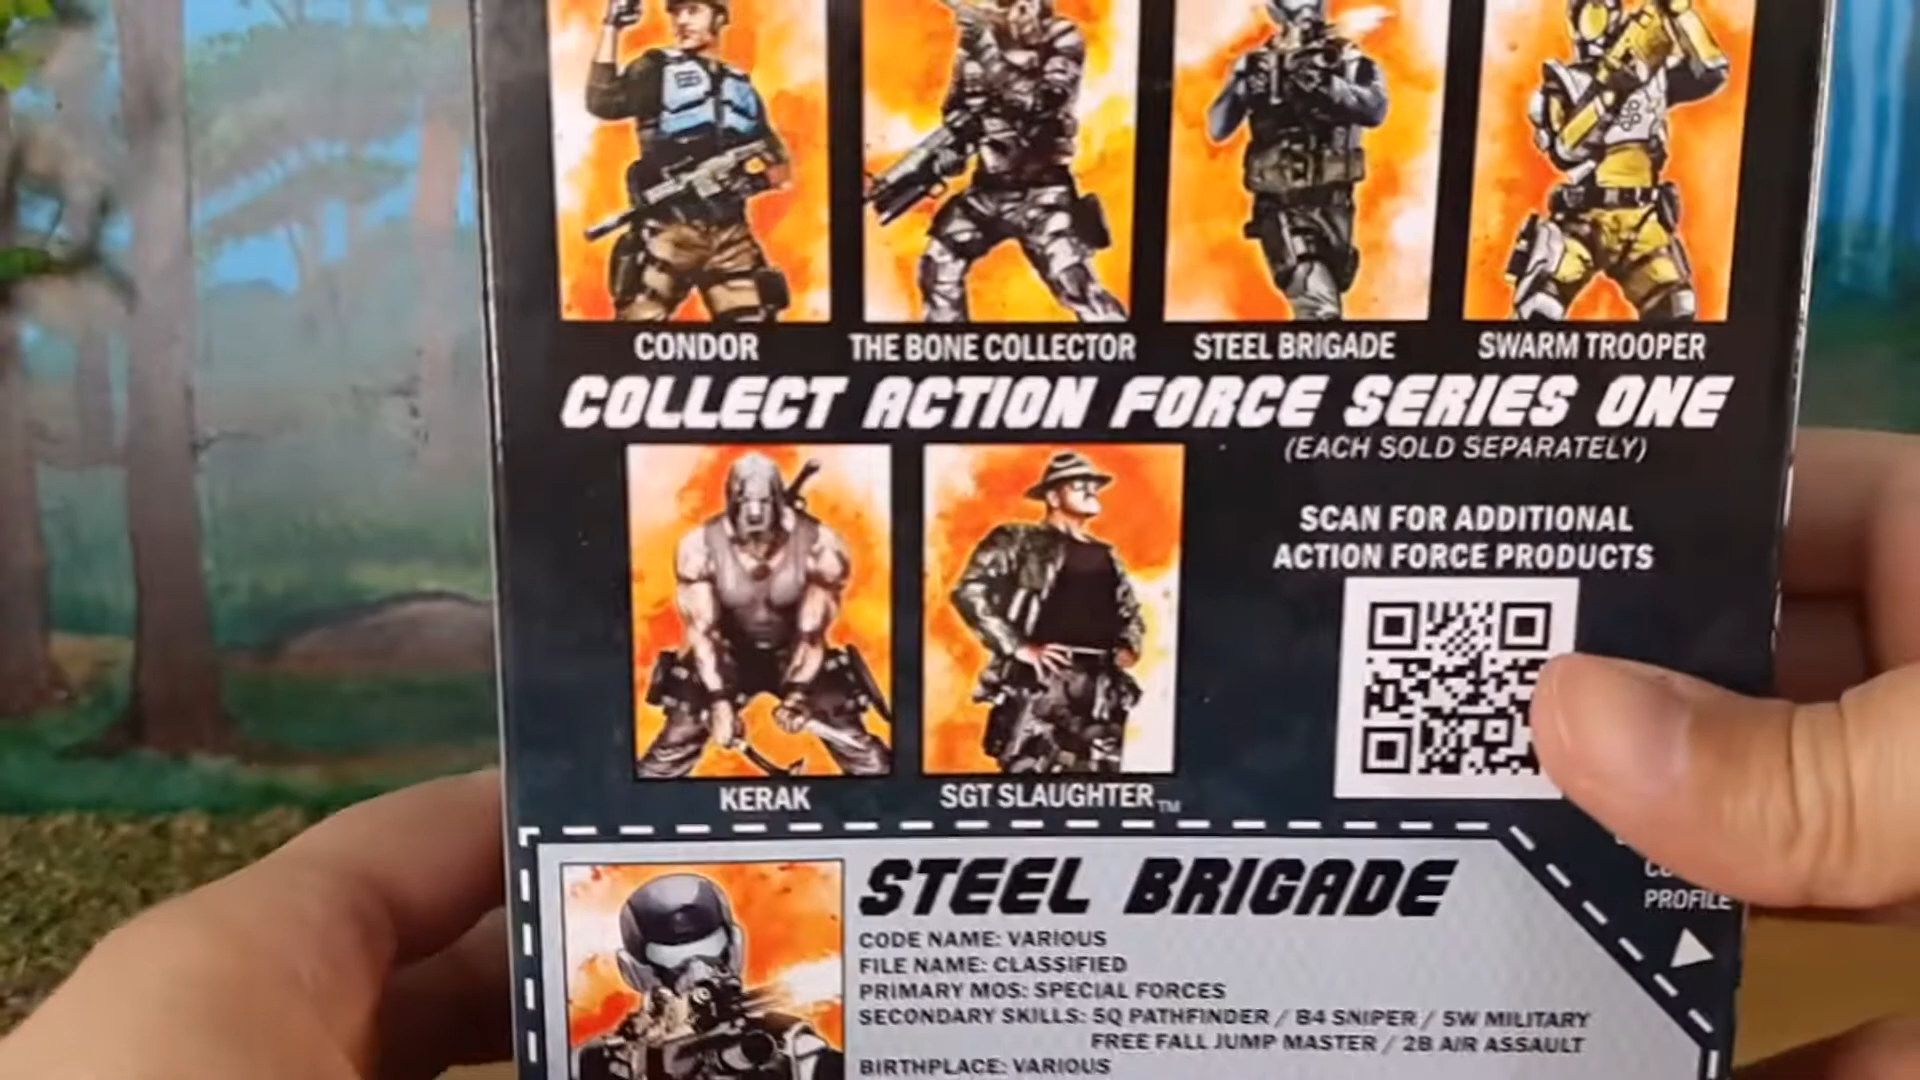 CONDOR
THE BONE COLLECTOR
STEEL BRIGADE
SWARM TROOPER
COLLECT ACTION FORCE SERIES ONE
(EACH SOLD SEPARATELY)
SCAN FOR ADDITIONAL
ACTION FORCE PRODUCTS
KERAK
SGT SLAUGHTER™
PROFILE
STEEL BRIGADE
CODE NAME: VARIOUS
FILE NAME: CLASSIFIED
PRIMARY MOS: SPECIAL FORCES
SECONDARY SKILLS: 5Q PATHFINDER / B4 SNIPER / 5W MILITARY
FREE FALL JUMP MASTER / 2B AIR ASSAULT
BIRTHPLACE: VARIOUS